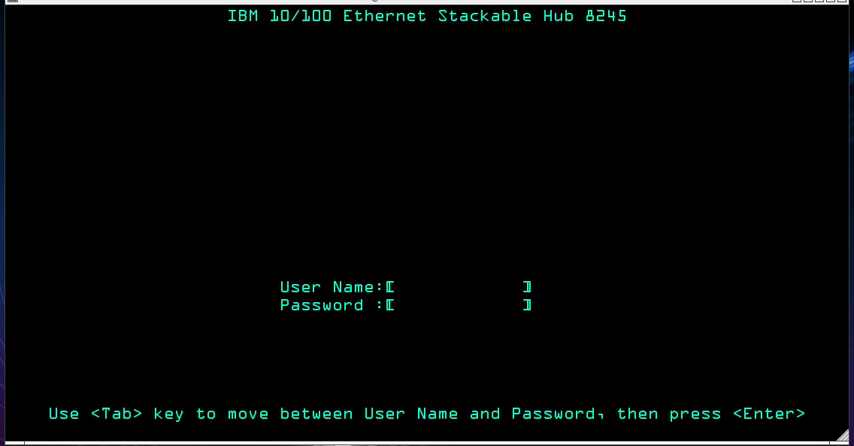 IBM 10/100 Ethernet Stackable Hub 8245
User Name:[ ]
Password :[ ]
Use <Tab> key to move between User Name and Password, then press <Enter>